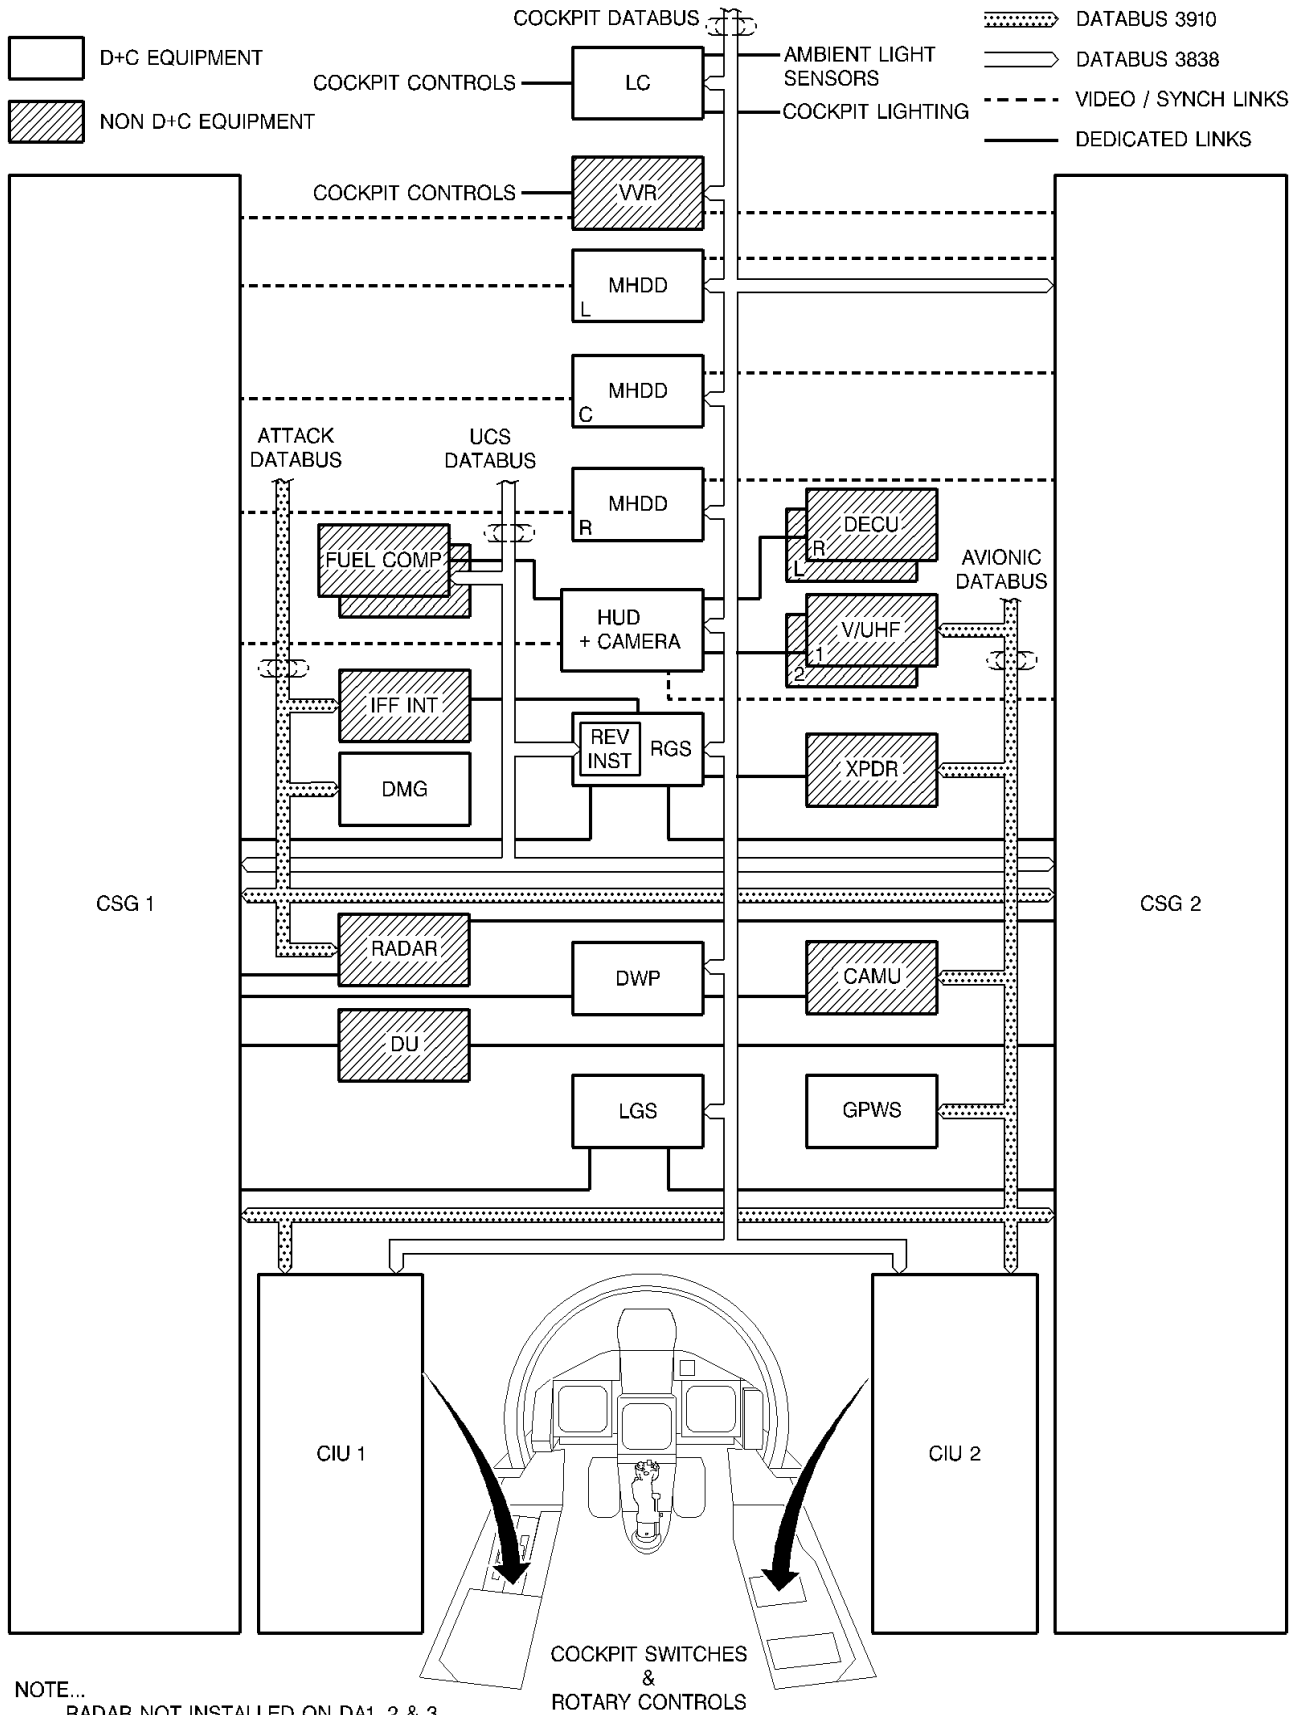 COCKPIT DATABUS
DATABUS 3910
D+C EQUIPMENT
AMBIENT LIGHT
SENSORS
DATABUS 3838
COCKPIT CONTROLS
LC
VIDEO / SYNCH LINKS
NON D+C EQUIPMENT
COCKPIT LIGHTING
DEDICATED LINKS
COCKPIT CONTROLS
VVR
MHDD
L
MHDD
C
ATTACK
DATABUS
UCS
DATABUS
MHDD
R
DECU
R
L
FUEL COMP
AVIONIC
DATABUS
HUD
+ CAMERA
V/UHF
1
2
IFF INT
REV
INST
RGS
XPDR
DMG
CSG 1
CSG 2
RADAR
DWP
CAMU
DU
LGS
GPWS
CIU 1
CIU 2
COCKPIT SWITCHES
&
ROTARY CONTROLS
NOTE...
RADAR NOT INSTALLED ON DA1, 2 & 3